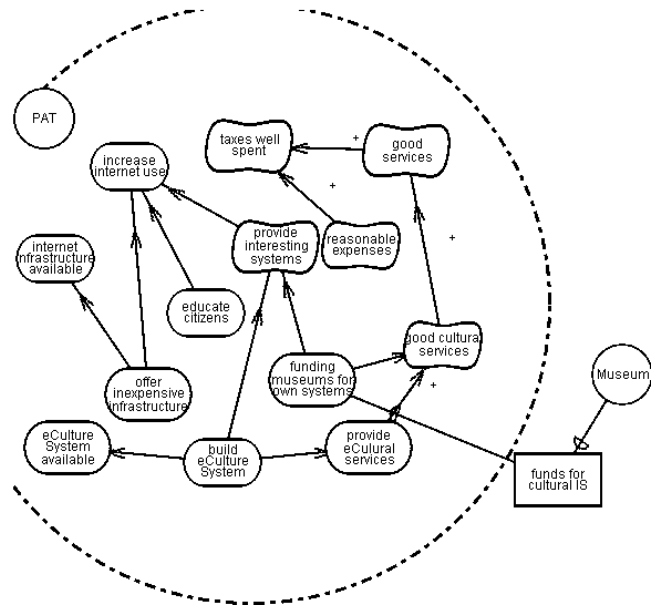 PAT
taxes well
spent
+
good
services
increase
internet use
+
provide
interesting
systems
reasonable
expenses
+
internet
infrastructure
available
educate
citizens
good cultural
services
offer
inexpensive
infrastructure
funding
museums for
own systems
+
Museum
eCulture
System
available
build
eCulture
System
provide
eCulural
services
funds for
cultural IS